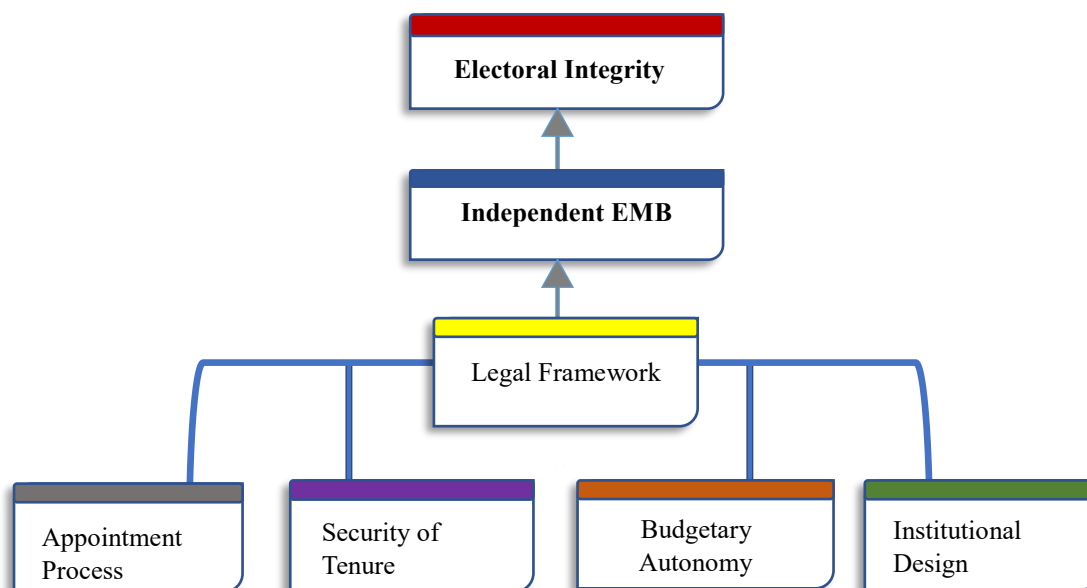 Electoral Integrity
Independent EMB
Legal Framework
Appointment
Process
Security of
Tenure
Budgetary
Autonomy
Institutional
Design